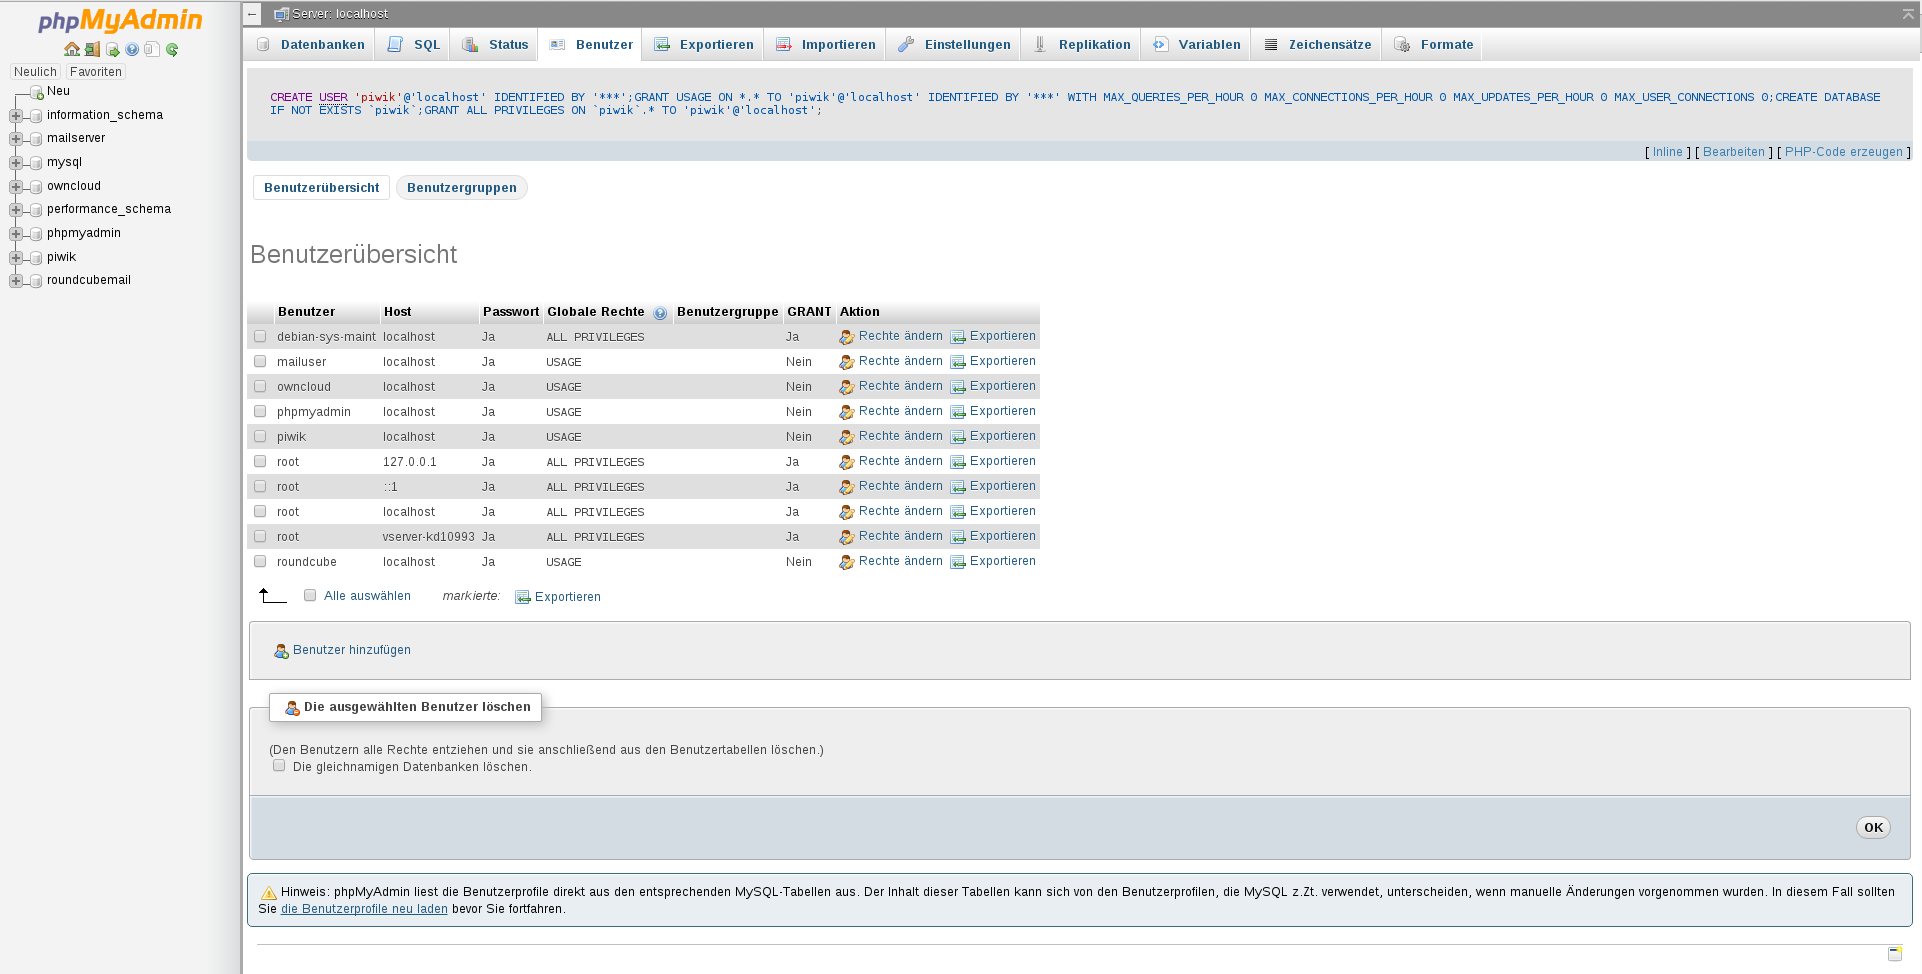 phpMyAdmin
Neulich Favoriten
Neu
information_schema
mailserver
mysql
owncloud
performance_schema
phpmyadmin
piwik
roundcubemail
← Server: localhost
Datenbanken SQL Status Benutzer Exportieren Importieren Einstellungen Replikation Variablen Zeichensätze Formate
CREATE USER 'piwik'@'localhost' IDENTIFIED BY '***';GRANT USAGE ON *.* TO 'piwik'@'localhost' IDENTIFIED BY '***' WITH MAX_QUERIES_PER_HOUR 0 MAX_CONNECTIONS_PER_HOUR 0 MAX_UPDATES_PER_HOUR 0 MAX_USER_CONNECTIONS 0;CREATE DATABASE
IF NOT EXISTS `piwik`;GRANT ALL PRIVILEGES ON `piwik`.* TO 'piwik'@'localhost';
[ Inline ] [ Bearbeiten ] [ PHP-Code erzeugen ]
Benutzerübersicht Benutzergruppen
Benutzerübersicht
Benutzer Host Passwort Globale Rechte Benutzergruppe GRANT Aktion
debian-sys-maint localhost Ja ALL PRIVILEGES Ja Rechte ändern Exportieren
mailuser localhost Ja USAGE Nein Rechte ändern Exportieren
owncloud localhost Ja USAGE Nein Rechte ändern Exportieren
phpmyadmin localhost Ja USAGE Nein Rechte ändern Exportieren
piwik localhost Ja USAGE Nein Rechte ändern Exportieren
root 127.0.0.1 Ja ALL PRIVILEGES Ja Rechte ändern Exportieren
root ::1 Ja ALL PRIVILEGES Ja Rechte ändern Exportieren
root localhost Ja ALL PRIVILEGES Ja Rechte ändern Exportieren
root vserver-kd10993 Ja ALL PRIVILEGES Ja Rechte ändern Exportieren
roundcube localhost Ja USAGE Nein Rechte ändern Exportieren
Alle auswählen markierte: Exportieren
Benutzer hinzufügen
Die ausgewählten Benutzer löschen
(Den Benutzern alle Rechte entziehen und sie anschließend aus den Benutzertabellen löschen.)
Die gleichnamigen Datenbanken löschen.
OK
Hinweis: phpMyAdmin liest die Benutzerprofile direkt aus den entsprechenden MySQL-Tabellen aus. Der Inhalt dieser Tabellen kann sich von den Benutzerprofilen, die MySQL z.Zt. verwendet, unterscheiden, wenn manuelle Änderungen vorgenommen wurden. In diesem Fall sollten
Sie die Benutzerprofile neu laden bevor Sie fortfahren.